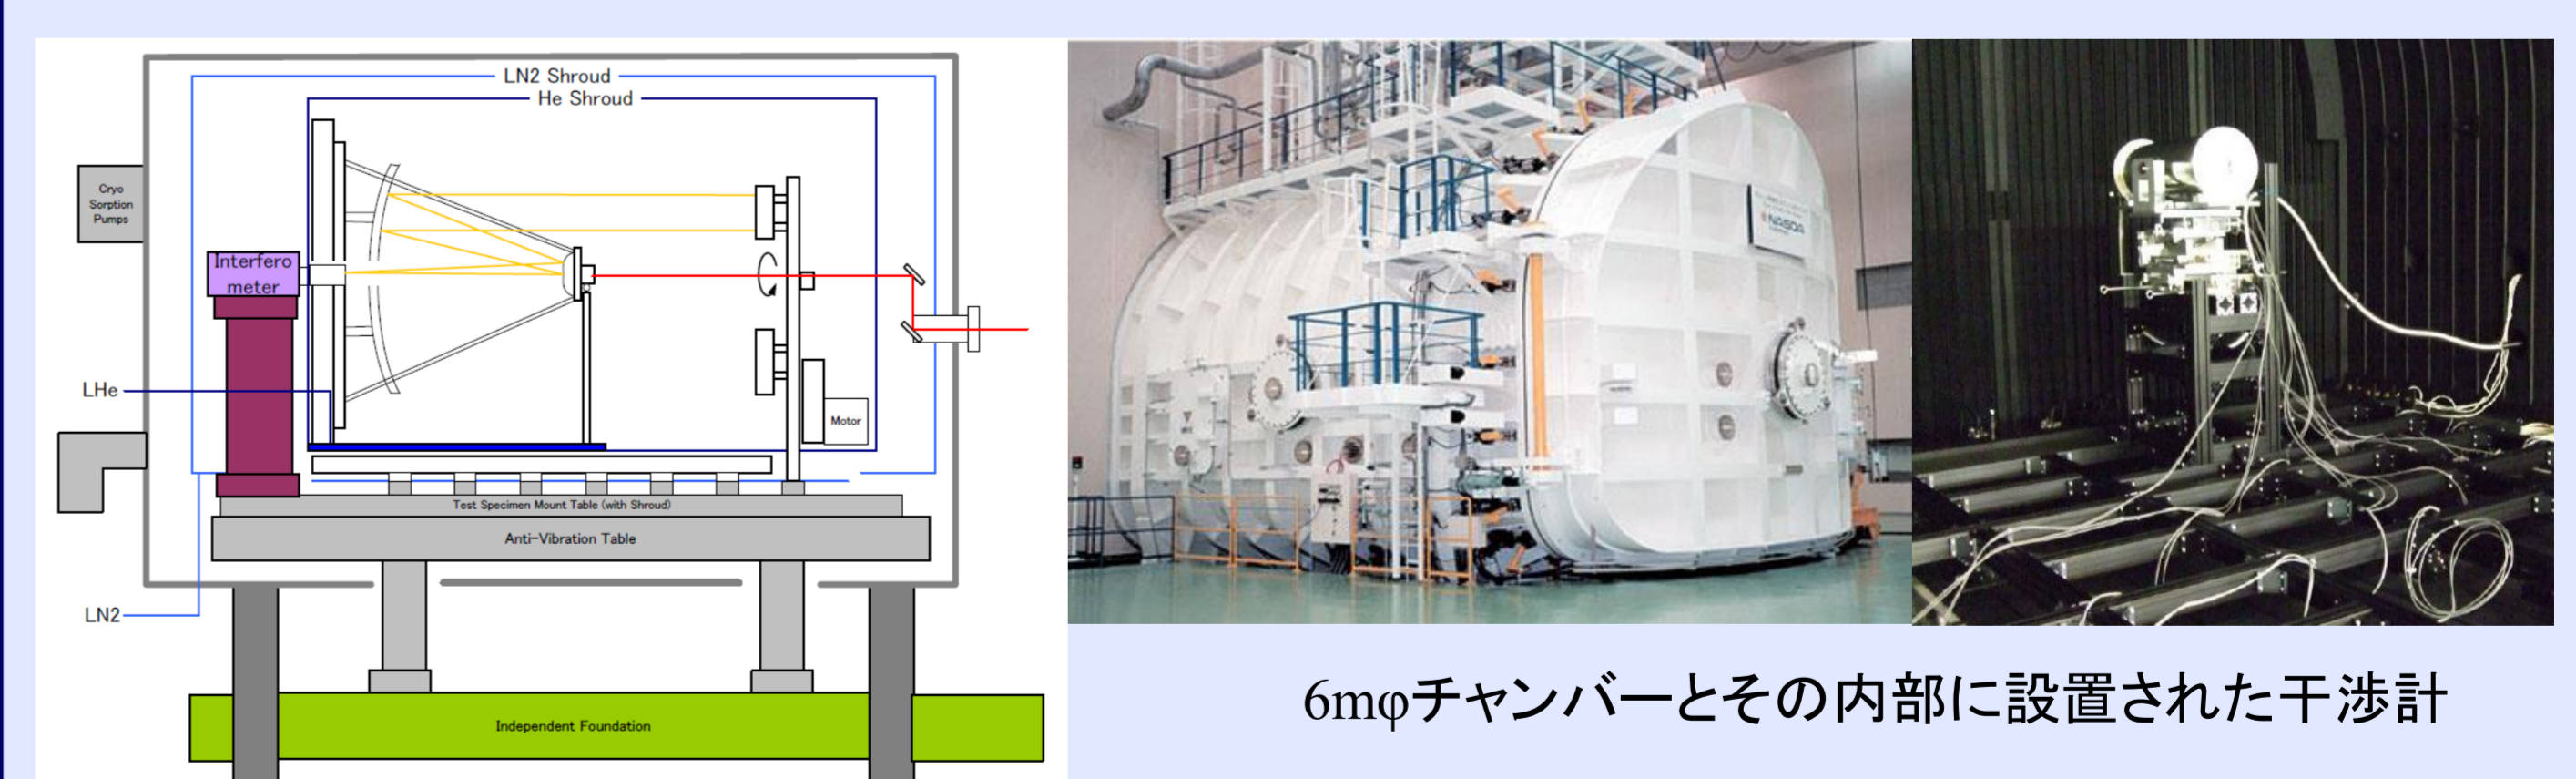 LN2 Shroud
He Shroud
Cryo
Sorption
Pumps
Interfero
meter
LHe
Motor
Test Specimen Mount Table (with Shroud)
Anti-Vibration Table
LN2
Independent Foundation
NASDA
6mφチャンバーとその内部に設置された干渉計